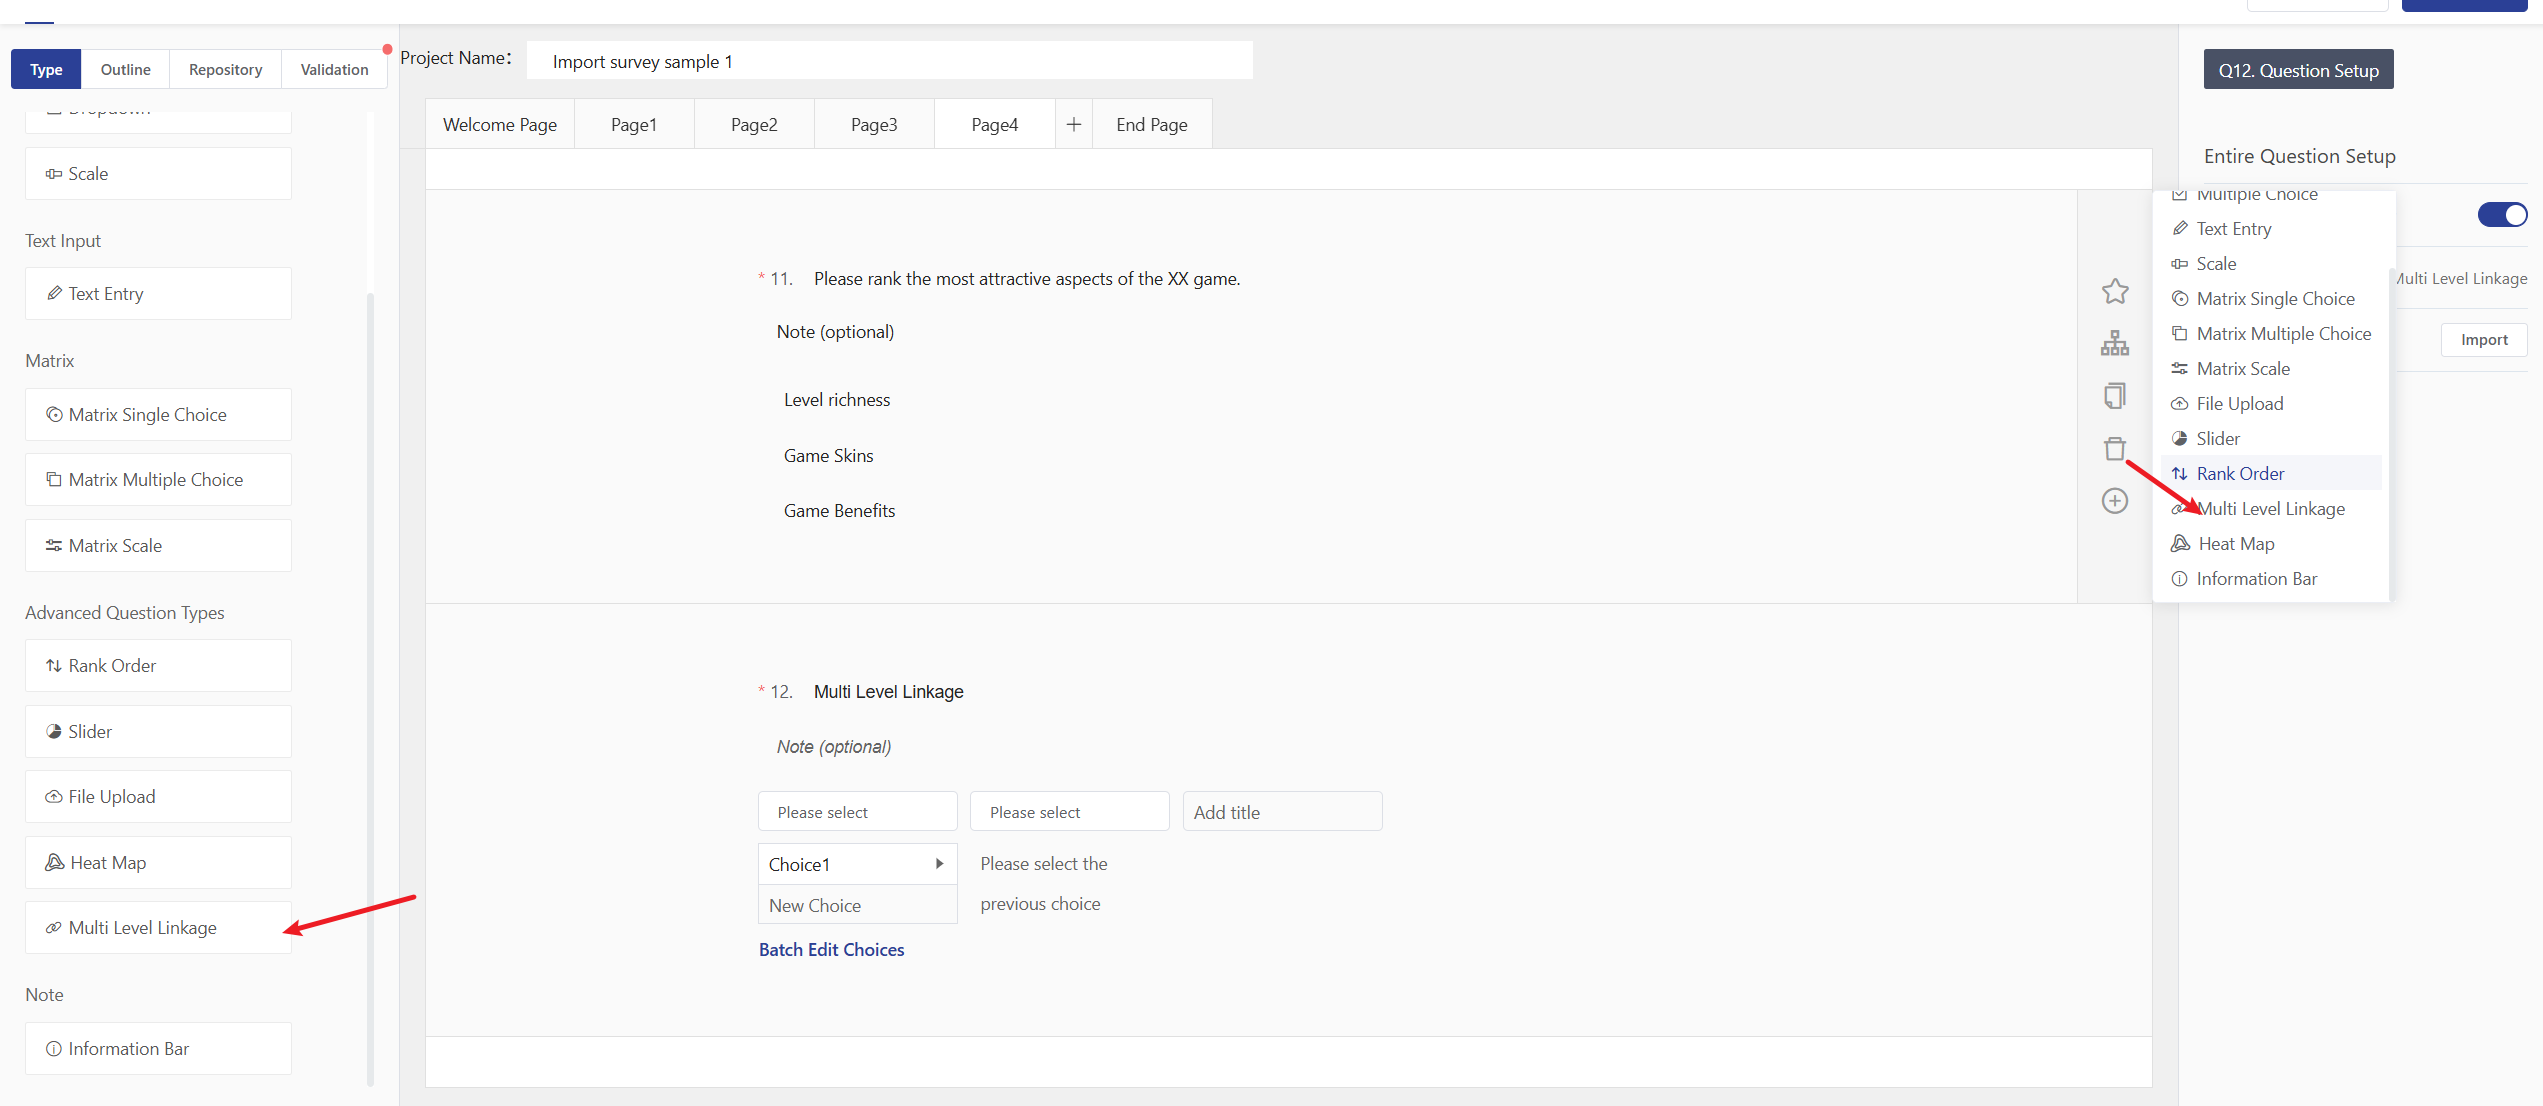 Type
Outline
Repository
Validation
Dropdown
Scale
Text Input
Text Entry
Matrix
Matrix Single Choice
Matrix Multiple Choice
Matrix Scale
Advanced Question Types
Rank Order
Slider
File Upload
Heat Map
Multi Level Linkage
Note
Information Bar
Project Name：
Import survey sample 1
Welcome Page
Page1
Page2
Page3
Page4
End Page
* 11. Please rank the most attractive aspects of the XX game.
Note (optional)
Level richness
Game Skins
Game Benefits
* 12. Multi Level Linkage
Note (optional)
Please select
Please select
Add title
Choice1
New Choice
Please select the
previous choice
Batch Edit Choices
Multiple Choice
Text Entry
Scale
Matrix Single Choice
Matrix Multiple Choice
Matrix Scale
File Upload
Slider
Rank Order
Multi Level Linkage
Heat Map
Information Bar
Q12. Question Setup
Entire Question Setup
Multi Level Linkage
Import